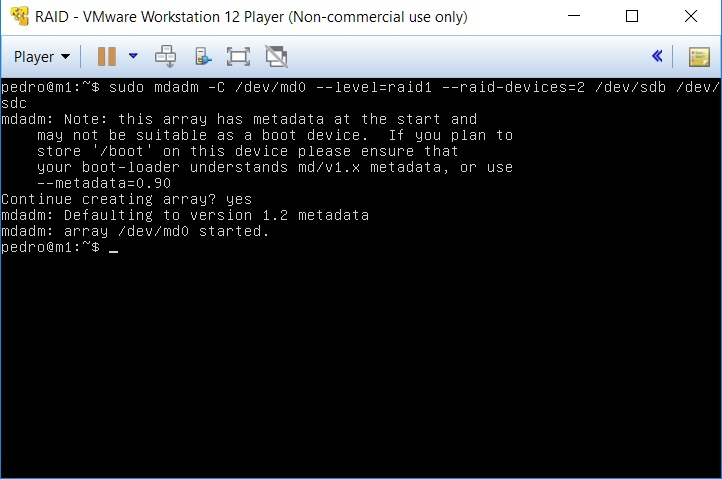 RAID - VMware Workstation 12 Player (Non-commercial use only)
Player
pedro@m1:~$ sudo mdadm -C /dev/md0 --level=raid1 --raid-devices=2 /dev/sdb /dev/
sdc
mdadm: Note: this array has metadata at the start and
    may not be suitable as a boot device.  If you plan to
    store '/boot' on this device please ensure that
    your boot-loader understands md/v1.x metadata, or use
    --metadata=0.90
Continue creating array? yes
mdadm: Defaulting to version 1.2 metadata
mdadm: array /dev/md0 started.
pedro@m1:~$ _